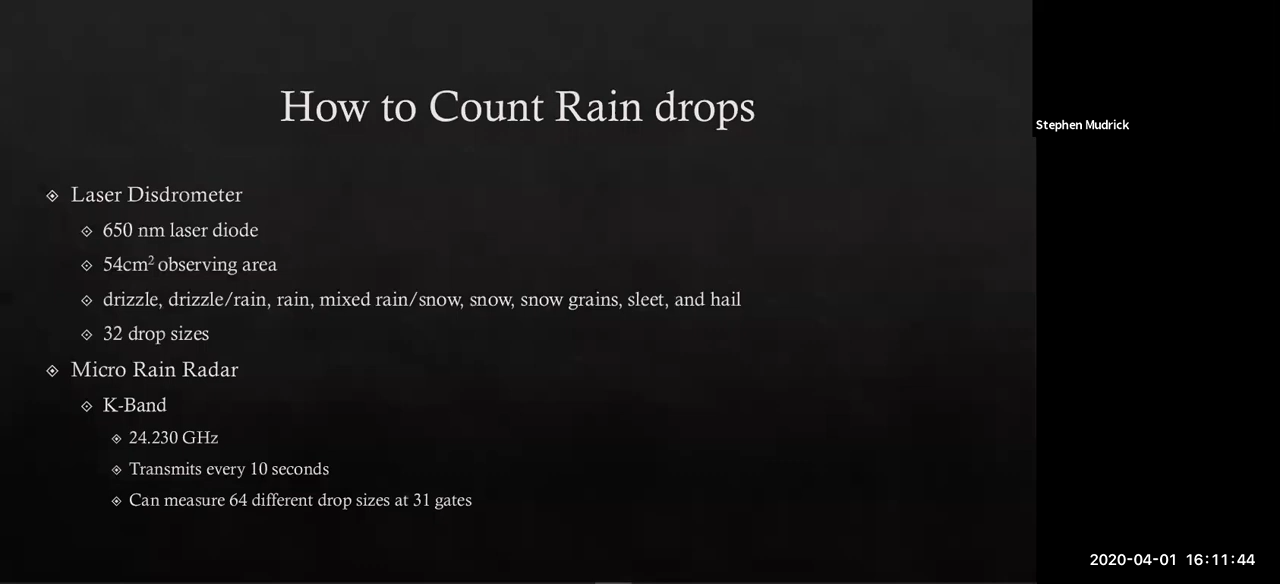 How to Count Rain drops
Stephen Mudrick
Laser Disdrometer
650 nm laser diode
54cm² observing area
drizzle, drizzle/rain, rain, mixed rain/snow, snow, snow grains, sleet, and hail
32 drop sizes
Micro Rain Radar
K-Band
24.230 GHz
Transmits every 10 seconds
Can measure 64 different drop sizes at 31 gates
2020-04-01 16:11:44